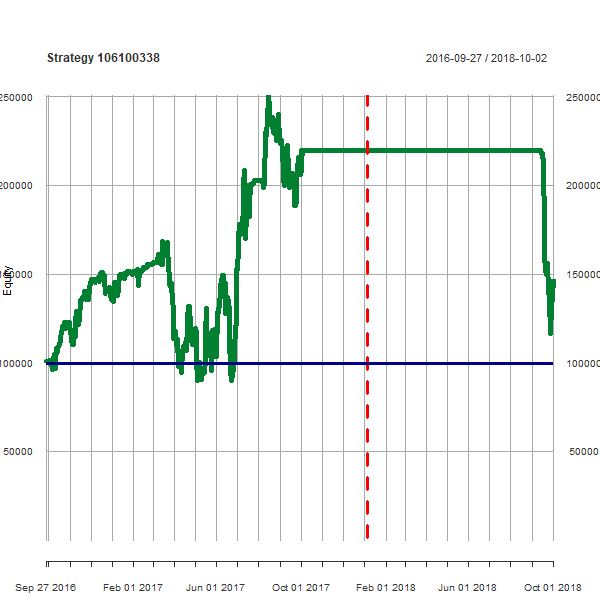 Strategy 106100338
2016-09-27 / 2018-10-02
250000
250000
200000
200000
150000
150000
Equity
100000
100000
50000
50000
Sep 27 2016
Feb 01 2017
Jun 01 2017
Oct 01 2017
Feb 01 2018
Jun 01 2018
Oct 01 2018